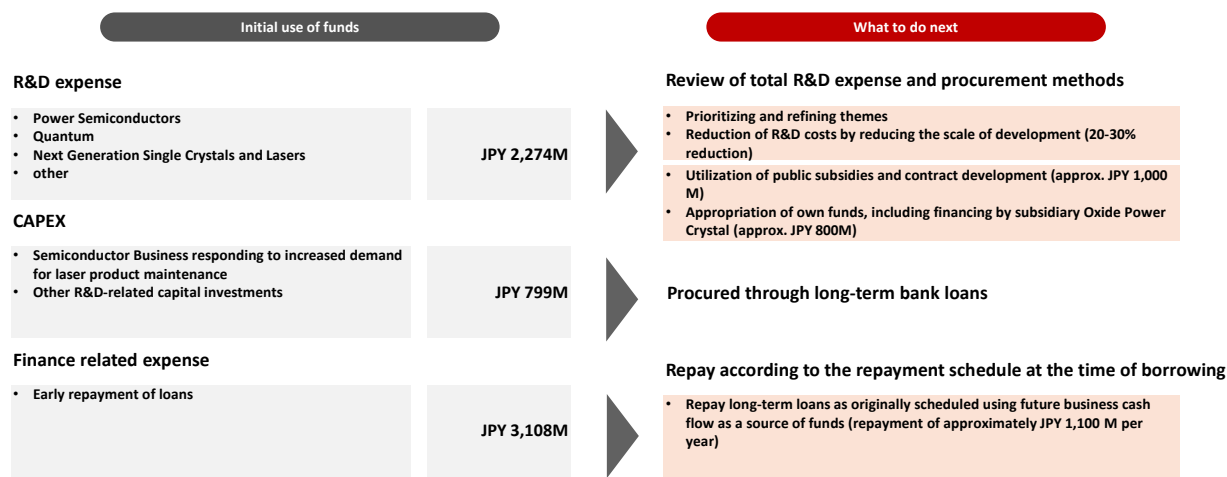 Initial use of funds
What to do next
R&D expense
• Power Semiconductors
• Quantum
• Next Generation Single Crystals and Lasers
• other
JPY 2,274M
Review of total R&D expense and procurement methods
• Prioritizing and refining themes
• Reduction of R&D costs by reducing the scale of development (20-30%
reduction)
• Utilization of public subsidies and contract development (approx. JPY 1,000
M)
• Appropriation of own funds, including financing by subsidiary Oxide Power
Crystal (approx. JPY 800M)
CAPEX
• Semiconductor Business responding to increased demand
for laser product maintenance
• Other R&D-related capital investments
JPY 799M
Procured through long-term bank loans
Finance related expense
• Early repayment of loans
JPY 3,108M
Repay according to the repayment schedule at the time of borrowing
• Repay long-term loans as originally scheduled using future business cash
flow as a source of funds (repayment of approximately JPY 1,100 M per
year)